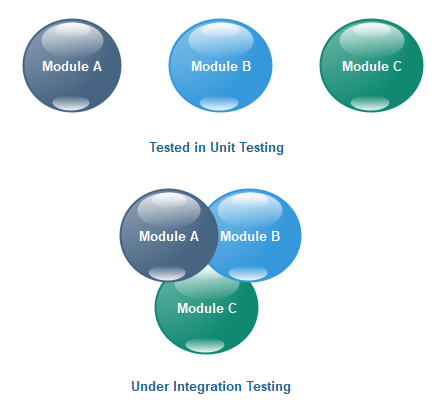 Module A
Module B
Module C
Tested in Unit Testing
Module A
Module B
Module C
Under Integration Testing